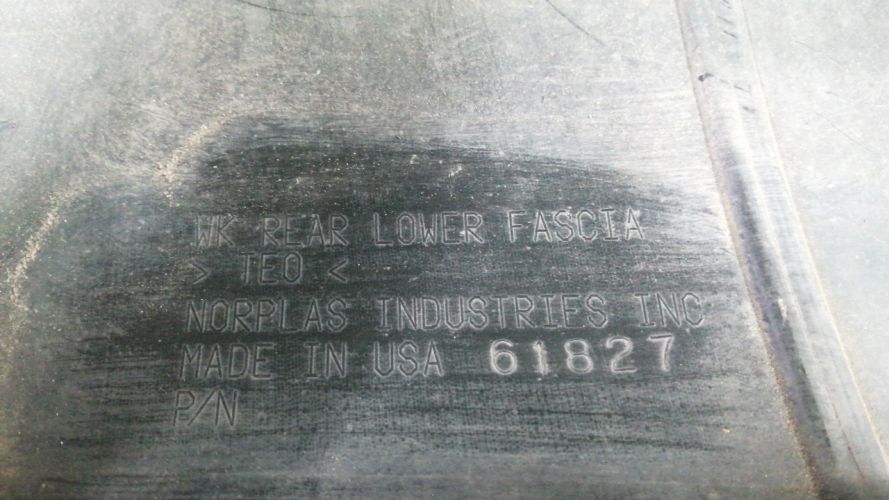 WK REAR LOWER FASCIA
> TEO <
NORPLAS INDUSTRIES INC
MADE IN USA 61827
P/N